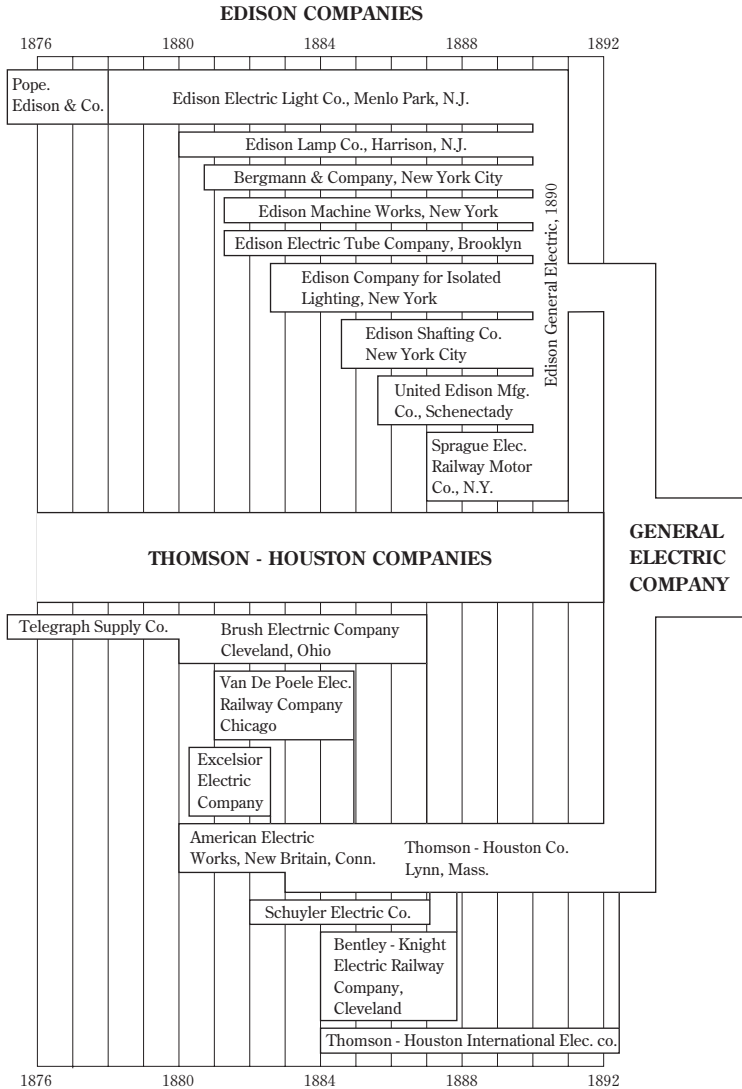 EDISON COMPANIES
1876 1880 1884 1888 1892
Pope.
Edison & Co.
Edison Electric Light Co., Menlo Park, N.J.
Edison Lamp Co., Harrison, N.J.
Bergmann & Company, New York City
Edison Machine Works, New York
Edison Electric Tube Company, Brooklyn
Edison Company for Isolated
Lighting, New York
Edison Shafting Co.
New York City
United Edison Mfg.
Co., Schenectady
Sprague Elec.
Railway Motor
Co., N.Y.
Edison General Electric, 1890
THOMSON - HOUSTON COMPANIES
GENERAL
ELECTRIC
COMPANY
Telegraph Supply Co.
Brush Electrnic Company
Cleveland, Ohio
Van De Poele Elec.
Railway Company
Chicago
Excelsior
Electric
Company
American Electric
Works, New Britain, Conn.
Thomson - Houston Co.
Lynn, Mass.
Schuyler Electric Co.
Bentley - Knight
Electric Railway
Company,
Cleveland
Thomson - Houston International Elec. co.
1876 1880 1884 1888 1892